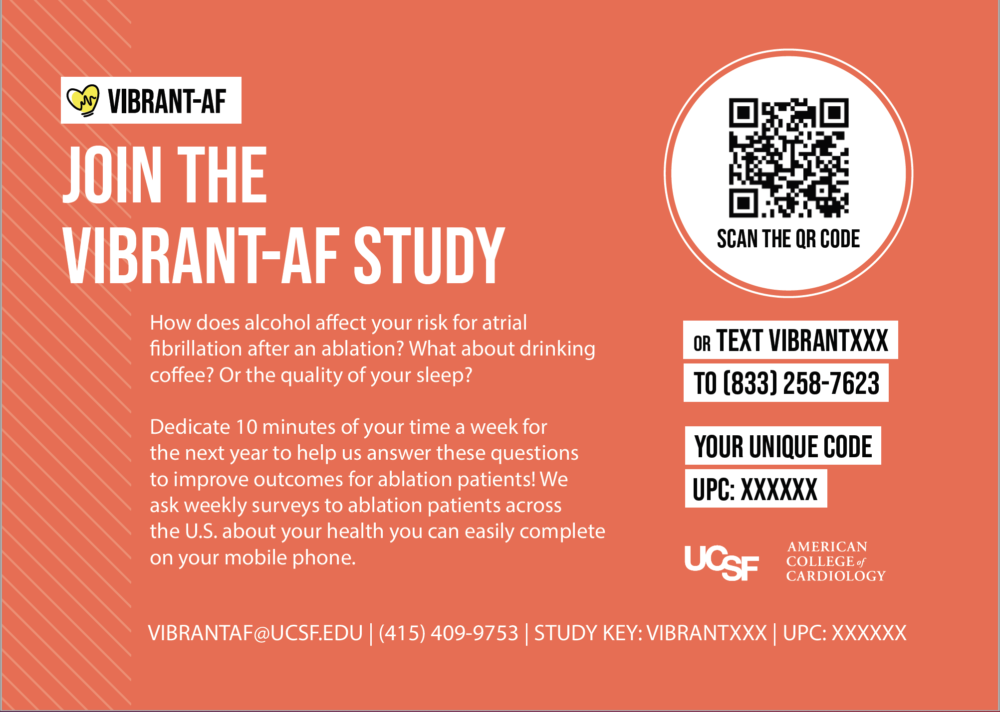 VIBRANT-AF
JOIN THE
VIBRANT-AF STUDY
How does alcohol affect your risk for atrial
fibrillation after an ablation? What about drinking
coffee? Or the quality of your sleep?
Dedicate 10 minutes of your time a week for
the next year to help us answer these questions
to improve outcomes for ablation patients! We
ask weekly surveys to ablation patients across
the U.S. about your health you can easily complete
on your mobile phone.
SCAN THE QR CODE
OR TEXT VIBRANTXXX
TO (833) 258-7623
YOUR UNIQUE CODE
UPC: XXXXXX
UCSF
AMERICAN
COLLEGE of
CARDIOLOGY
VIBRANTAF@UCSF.EDU | (415) 409-9753 | STUDY KEY: VIBRANTXXX | UPC: XXXXXX